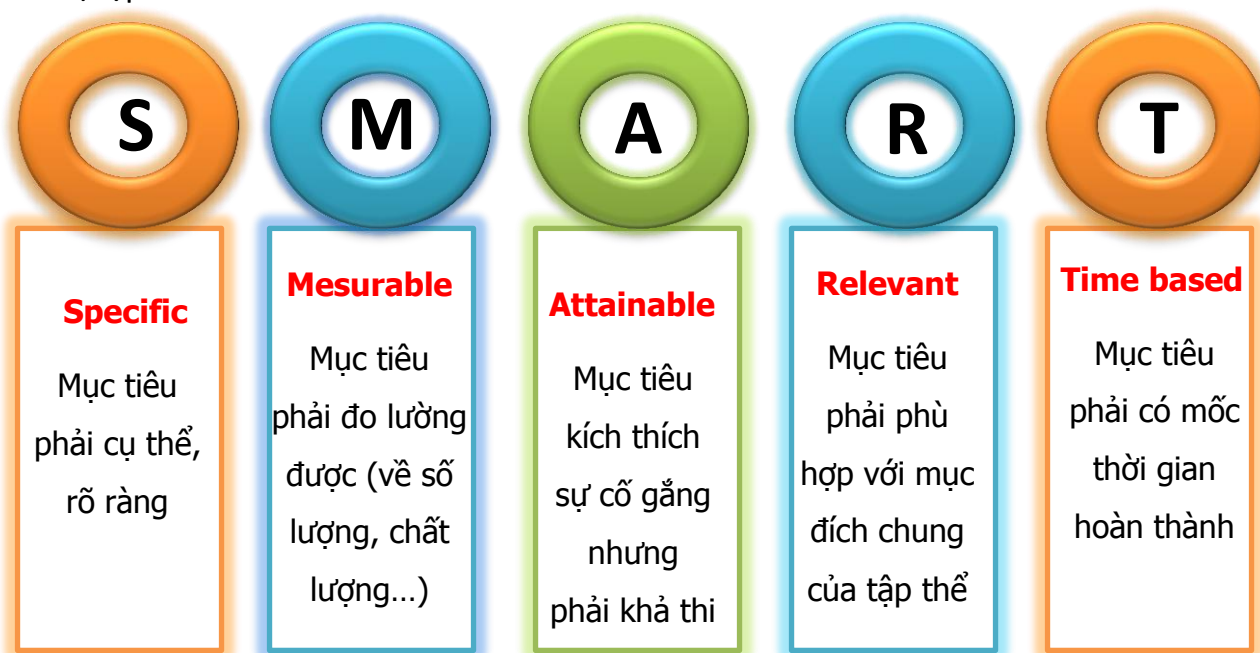 S
M
A
R
T
Specific
Mục tiêu
phải cụ thể,
rõ ràng
Mesurable
Mục tiêu
phải đo lường
được (về số
lượng, chất
lượng...)
Attainable
Mục tiêu
kích thích
sự cố gắng
nhưng
phải khả thi
Relevant
Mục tiêu
phải phù
hợp với mục
đích chung
của tập thể
Time based
Mục tiêu
phải có mốc
thời gian
hoàn thành